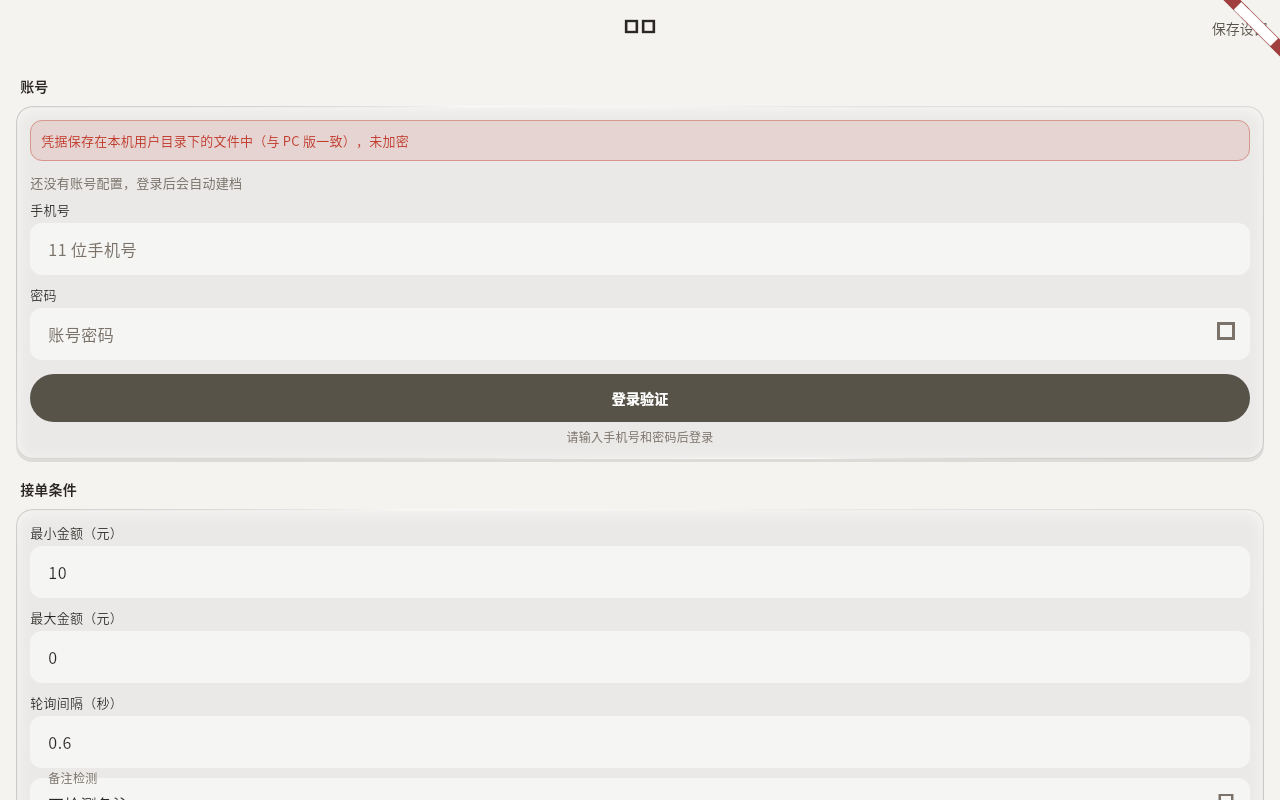 保存设
账号
凭据保存在本机用户目录下的文件中（与 PC 版一致），未加密
还没有账号配置，登录后会自动建档
手机号
11 位手机号
密码
账号密码
登录验证
请输入手机号和密码后登录
接单条件
最小金额（元）
10
最大金额（元）
0
轮询间隔（秒）
0.6
备注检测